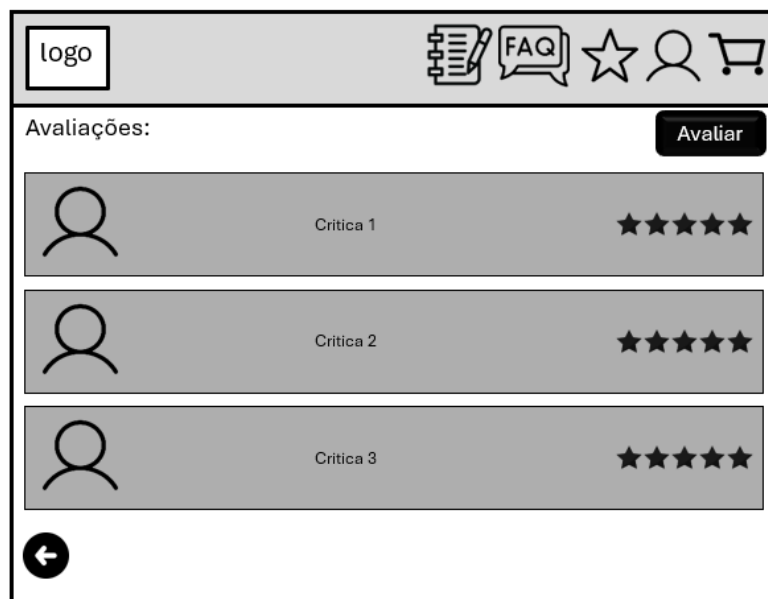 logo
FAQ
Avaliações:
Avaliar
Critica 1
Critica 2
Critica 3